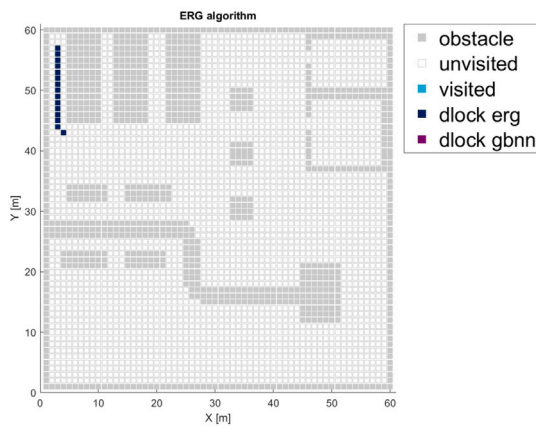 ERG algorithm
60
50
40
30
20
10
0
Y [m]
0
10
20
30
40
50
60
X [m]
obstacle
unvisited
visited
dlock erg
dlock gbnn